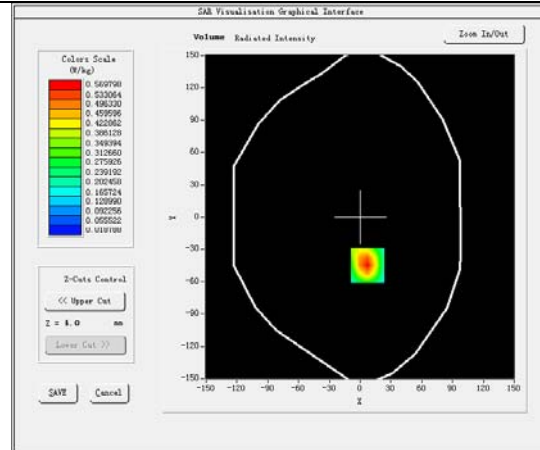 SAR Visualisation Graphical Interface
Volume Radiated Intensity
Zoom In/Out
Colors Scale
(W/kg)
0.569798
0.533064
0.496330
0.459596
0.422862
0.386128
0.349394
0.312660
0.275926
0.239192
0.202458
0.165724
0.128990
0.092256
0.055522
Z-Cuts Control
<< Upper Cut
Z = 4.0 mm
Lower Cut >>
SAVE
Cancel
150
120
90
60
30
0
-30
-60
-90
-120
-150
Y
-150 -120 -90 -60 -30 0 30 60 90 120 150
X